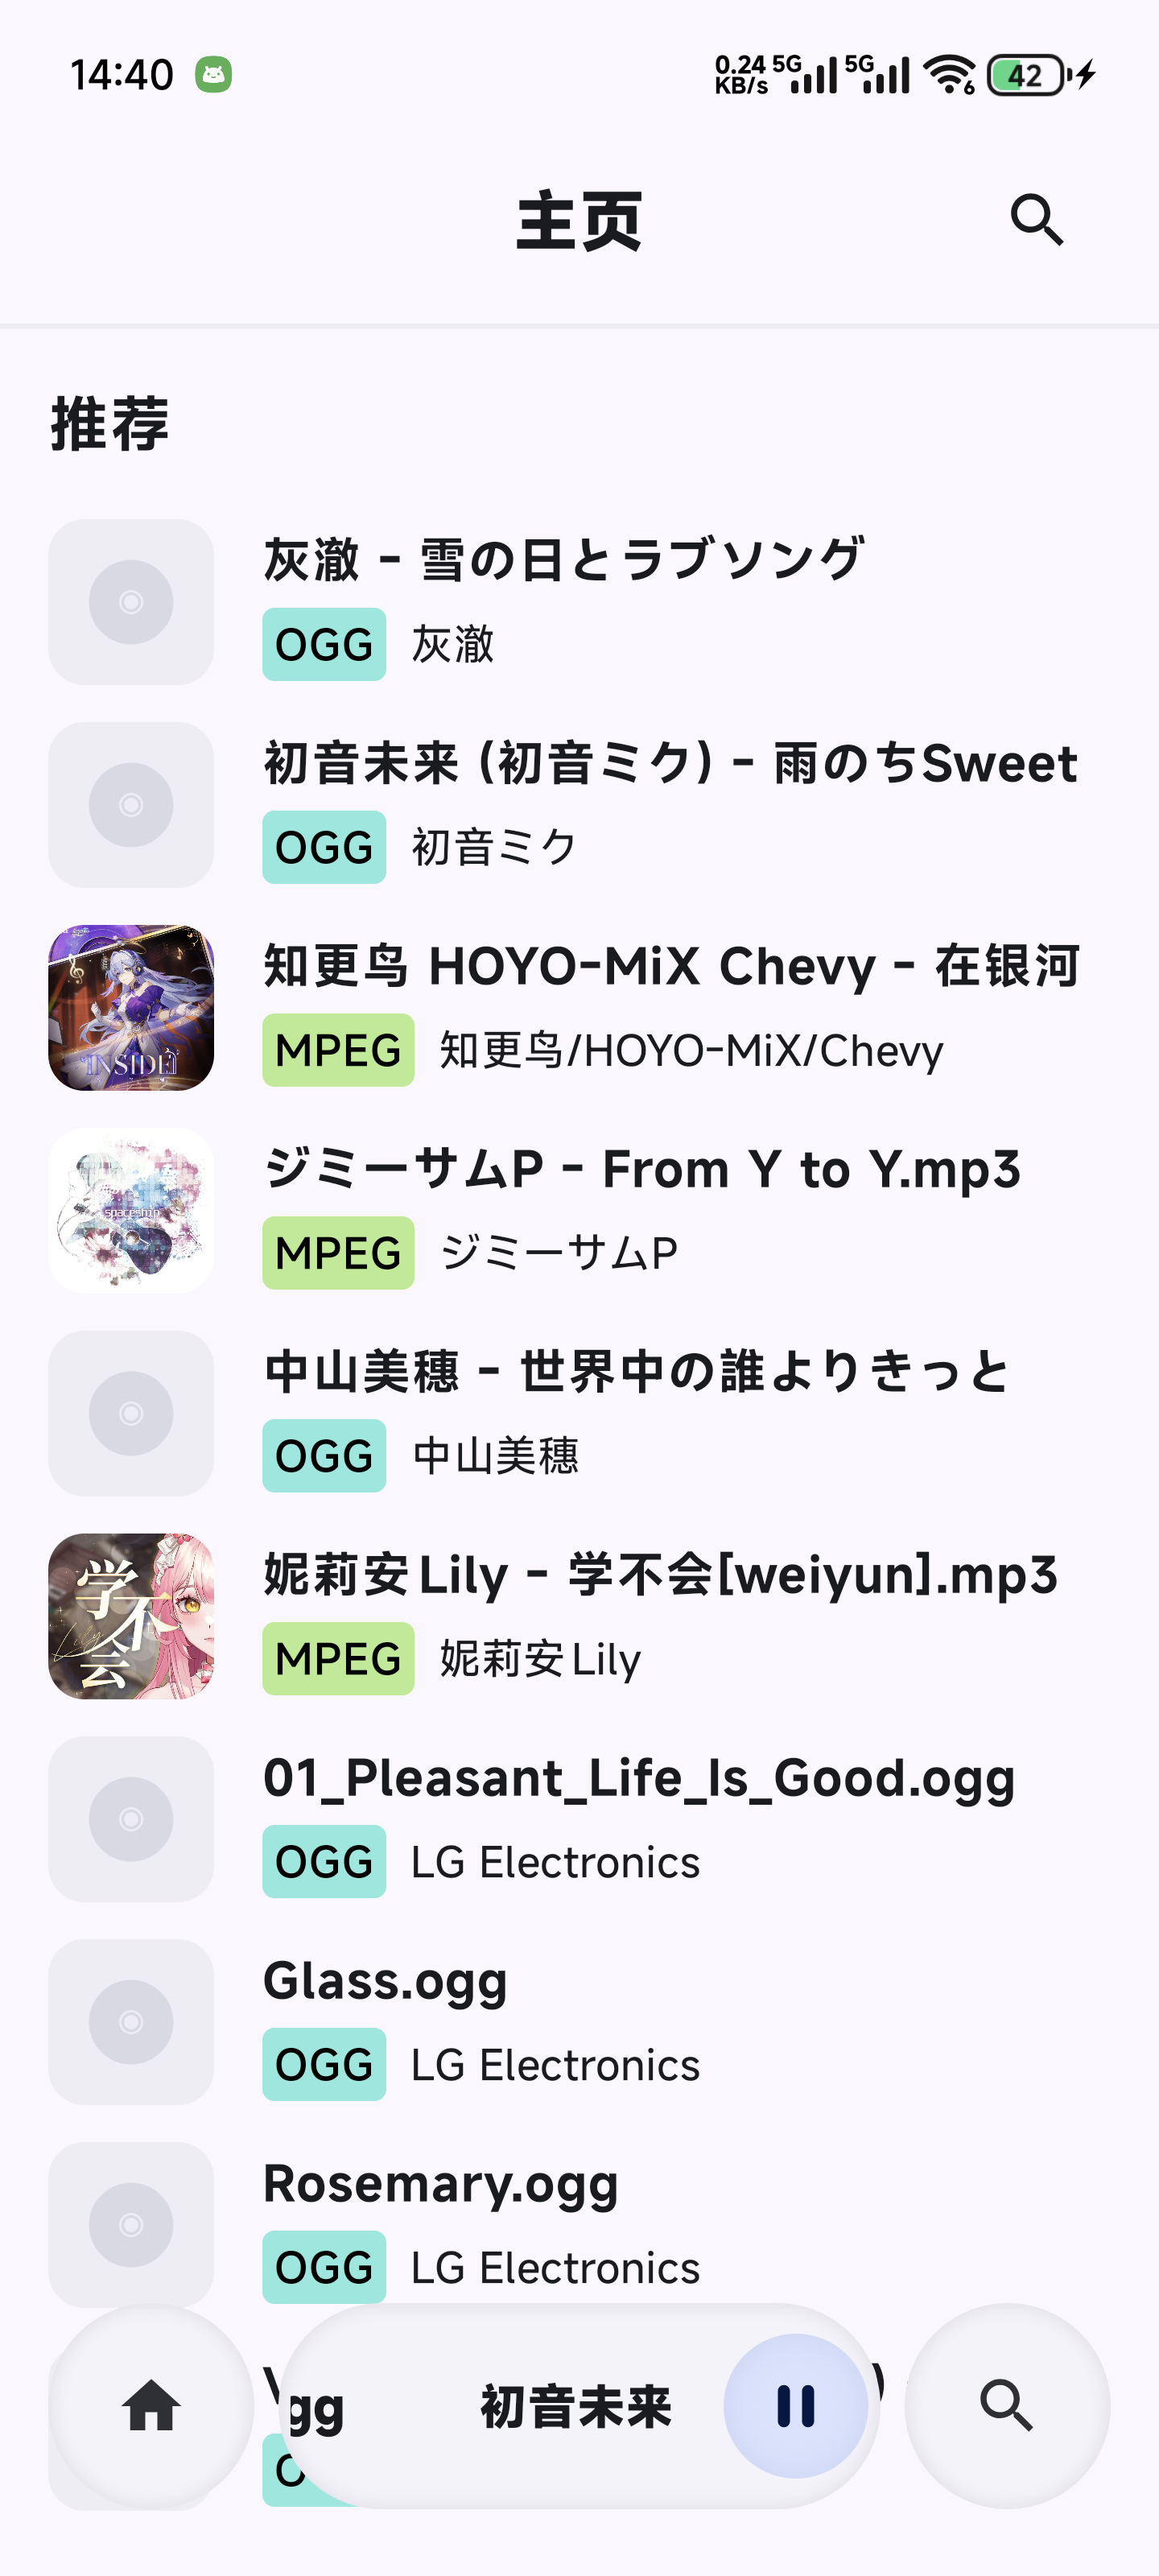 14:40
0.24 KB/s 5G 5G 6 42
主页
推荐
灰澈 - 雪の日とラブソング
OGG 灰澈
初音未来 (初音ミク) - 雨のちSweet
OGG 初音ミク
知更鸟 HOYO-MiX Chevy - 在银河
INSIDE
MPEG 知更鸟/HOYO-MiX/Chevy
ジミーサムP - From Y to Y.mp3
spaceship
MPEG ジミーサムP
中山美穗 - 世界中の誰よりきっと
OGG 中山美穗
妮莉安Lily - 学不会[weiyun].mp3
学不会
Lily
MPEG 妮莉安Lily
01_Pleasant_Life_Is_Good.ogg
OGG LG Electronics
Glass.ogg
OGG LG Electronics
Rosemary.ogg
OGG LG Electronics
gg 初音未来